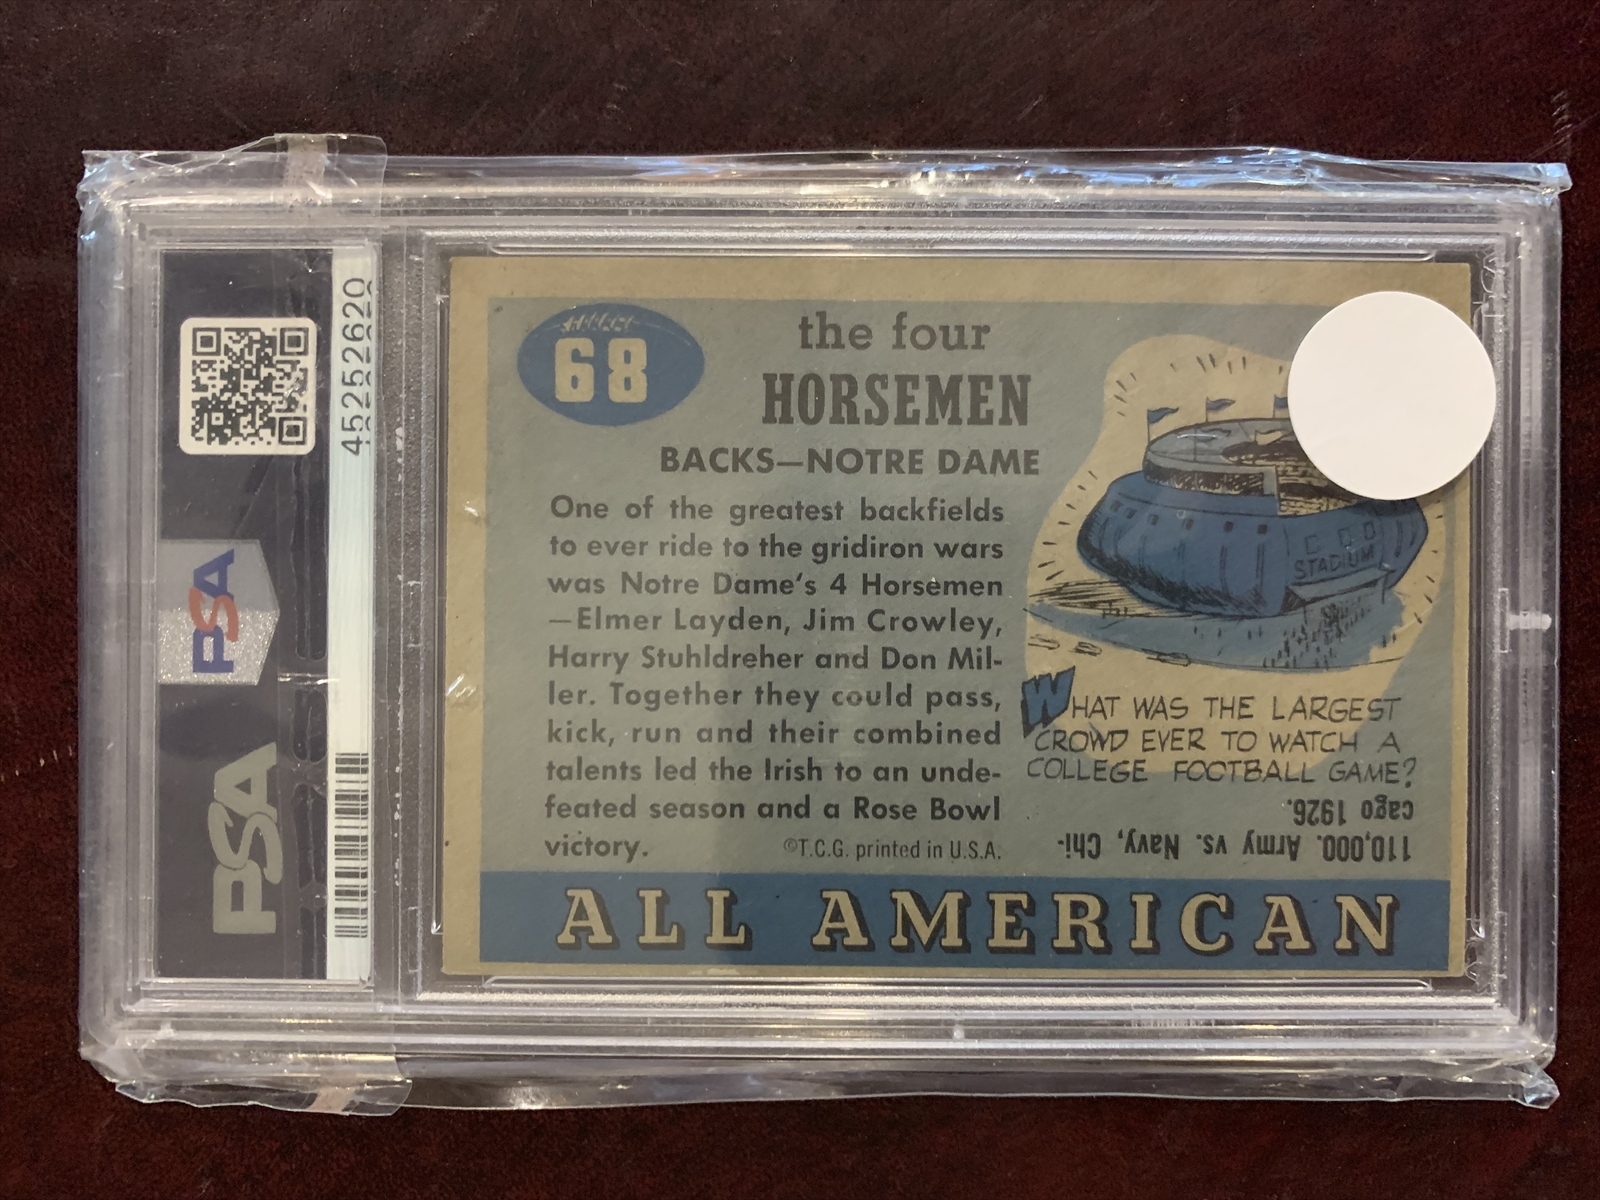 45252620
PSA
PSA
68
the four
HORSEMEN
BACKS—NOTRE DAME
One of the greatest backfields
to ever ride to the gridiron wars
was Notre Dame's 4 Horsemen
—Elmer Layden, Jim Crowley,
Harry Stuhldreher and Don Mil-
ler. Together they could pass,
kick, run and their combined
talents led the Irish to an unde-
feated season and a Rose Bowl
victory.
©T.C.G. printed in U.S.A.
STADIUM
WHAT WAS THE LARGEST
CROWD EVER TO WATCH A
COLLEGE FOOTBALL GAME?
110,000. Army vs. Navy, Chi-
cago 1926.
ALL AMERICAN